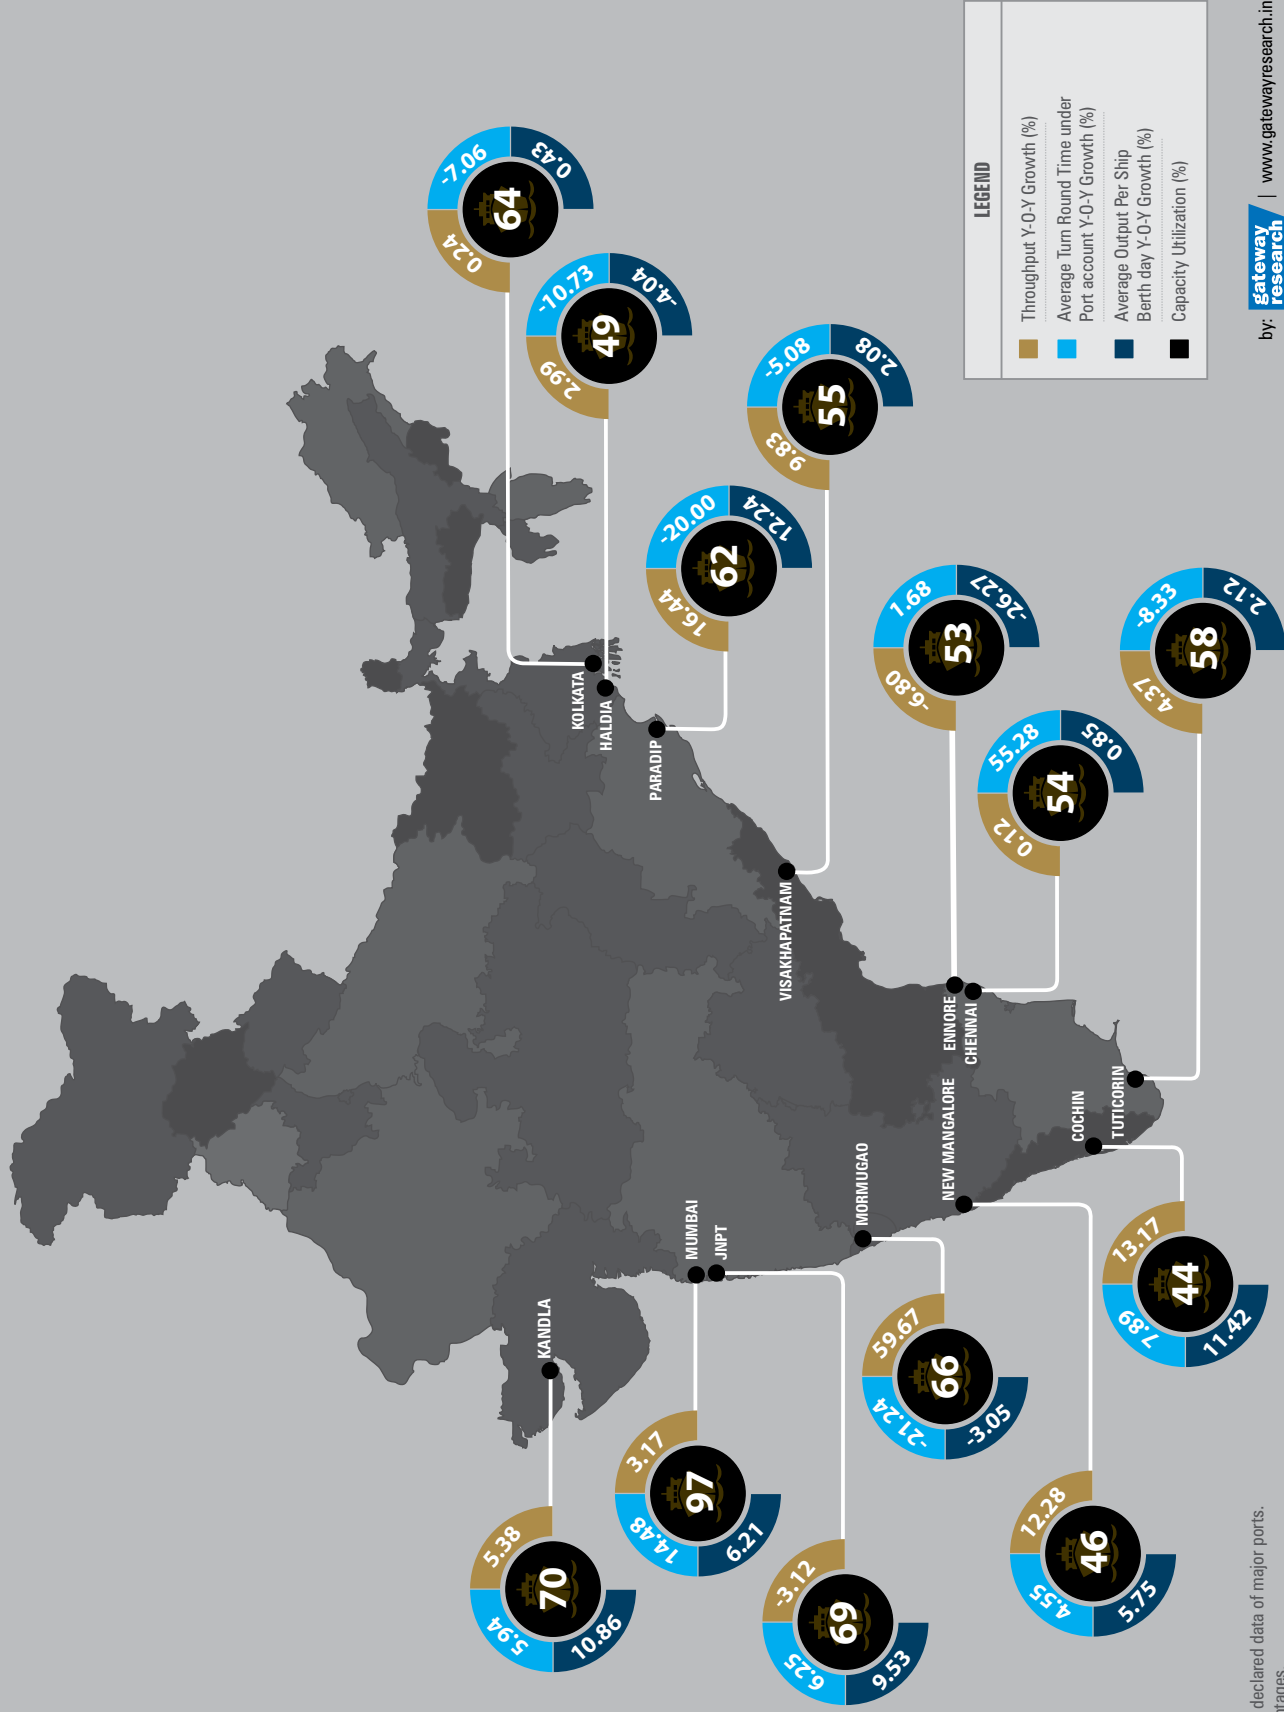 KANDLA
5.94
5.38
70
10.86
MUMBAI
14.48
3.17
97
6.21
JNPT
6.25
-3.12
69
9.53
MORMUGAO
-21.24
59.67
66
-3.05
NEW MANGALORE
4.55
12.28
46
5.75
COCHIN
7.89
13.17
44
11.42
TUTICORIN
4.37
-8.33
58
2.12
CHENNAI
0.12
55.28
54
0.85
ENNORE
-6.80
1.68
53
-26.27
VISAKHAPATNAM
9.83
-5.08
55
2.08
PARADIP
16.44
-20.00
62
12.24
HALDIA
2.99
-10.73
49
-4.04
KOLKATA
0.24
-7.06
64
0.43
LEGEND
Throughput Y-O-Y Growth (%)
Average Turn Round Time under
Port account Y-O-Y Growth (%)
Average Output Per Ship
Berth day Y-O-Y Growth (%)
Capacity Utilization (%)
declared data of major ports.
by: gateway research | www.gatewayresearch.in